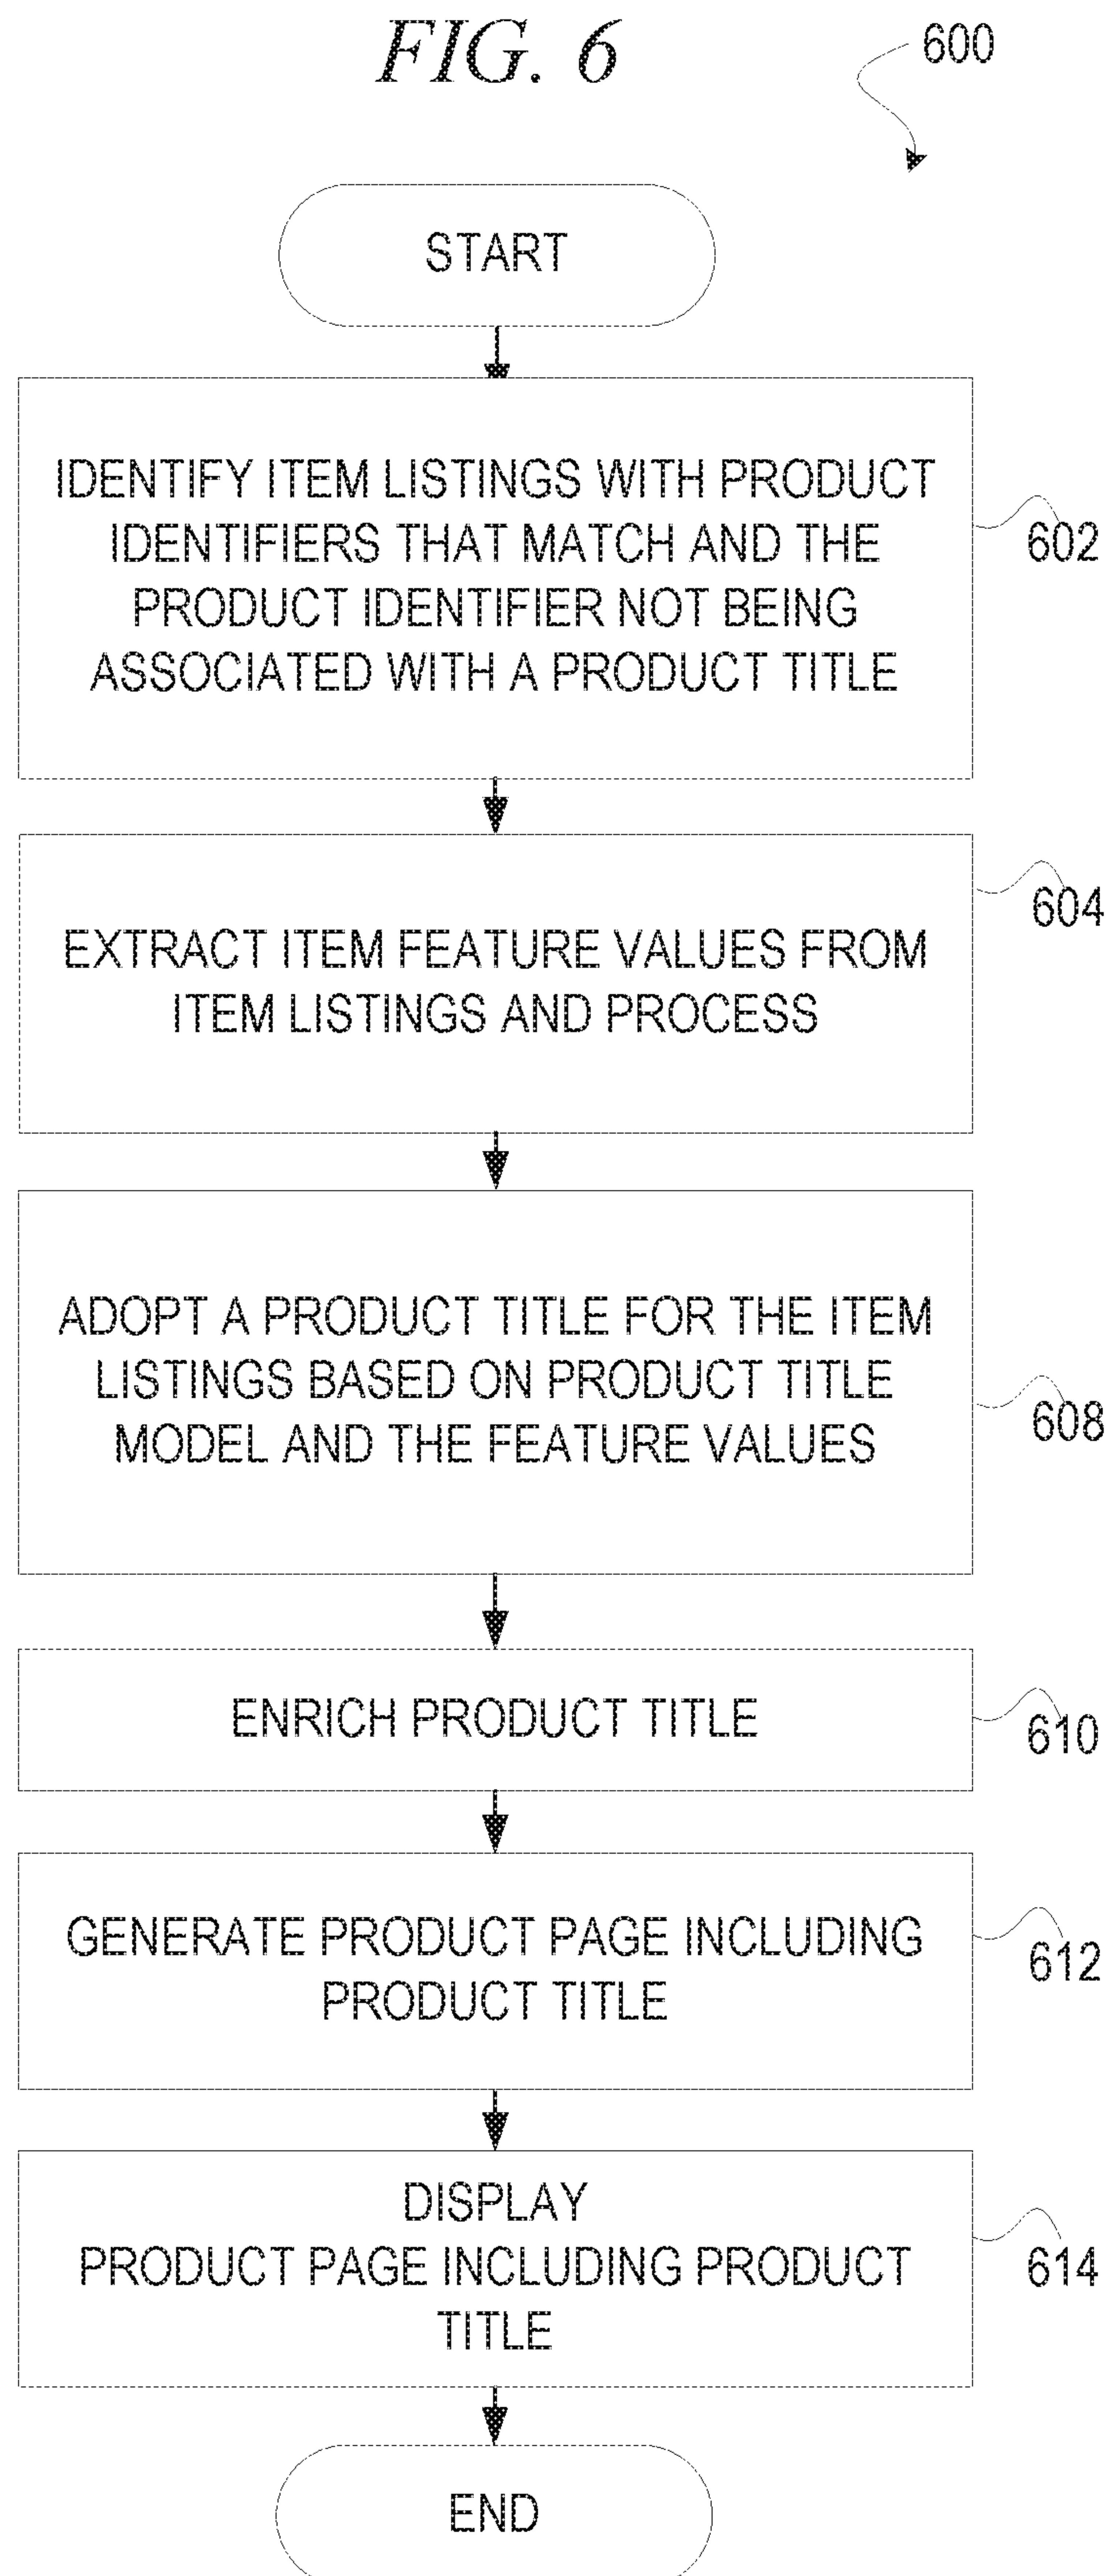 FIG. 6
600
START
IDENTIFY ITEM LISTINGS WITH PRODUCT
IDENTIFIERS THAT MATCH AND THE
PRODUCT IDENTIFIER NOT BEING
ASSOCIATED WITH A PRODUCT TITLE
602
EXTRACT ITEM FEATURE VALUES FROM
ITEM LISTINGS AND PROCESS
604
ADOPT A PRODUCT TITLE FOR THE ITEM
LISTINGS BASED ON PRODUCT TITLE
MODEL AND THE FEATURE VALUES
608
ENRICH PRODUCT TITLE
610
GENERATE PRODUCT PAGE INCLUDING
PRODUCT TITLE
612
DISPLAY
PRODUCT PAGE INCLUDING PRODUCT
TITLE
614
END